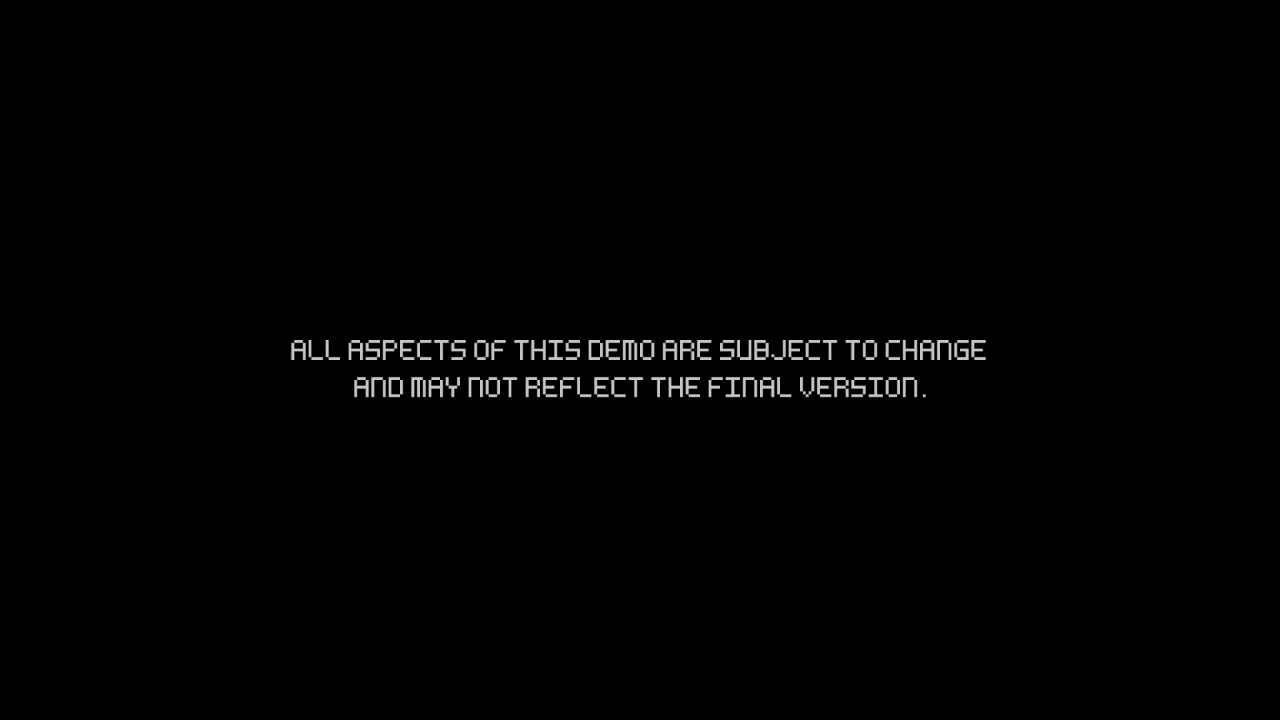 ALL ASPECTS OF THIS DEMO ARE SUBJECT TO CHANGE
AND MAY NOT REFLECT THE FINAL VERSION.